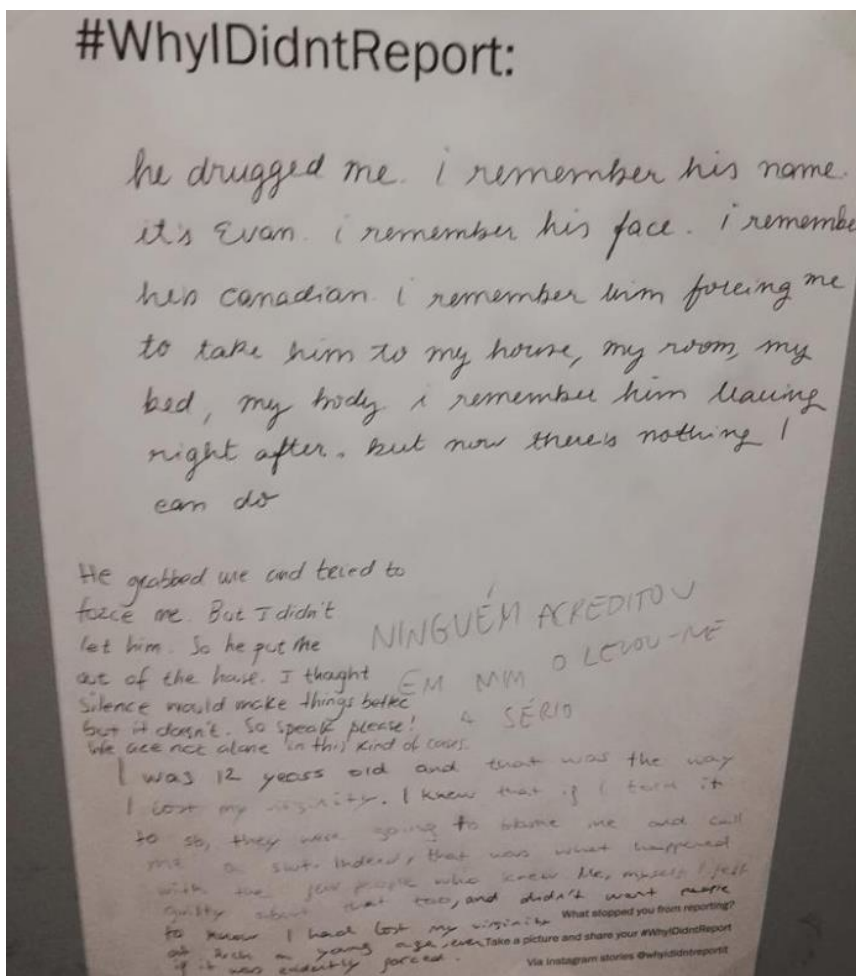 #WhyIDidntReport:
he drugged me. i remember his name.
it's Evan. i remember his face. i remembe
he's canadian. i remember him forcing me
to take him to my house, my room, my
bed, my body. i remember him leaving
right after. but now there's nothing I
can do
He grabbed me and tried to
force me. But I didn't
let him. So he put me
out of the house. I thaght
Silence would make things better
but it doesn't. So speak please!
We are not alone in this kind of cases.
NINGUÉM ACREDITOU
EM MIM O LEVOU-ME
A SÉRIO
I was 12 years old and that was the way
I lost my virginity. I knew that if I it
to sb, they were going to blame me and call
me a slut. Indeed, that was what happened
with the few people who knew. Me, myself I felt
guilty about that too, and didn't want people
to know I had lost my virginity
at such a young age, even
if it was evidently forced.
What stopped you from reporting?
Take a picture and share your #WhyIDidntReport
Via Instagram stories @whyididntreportit